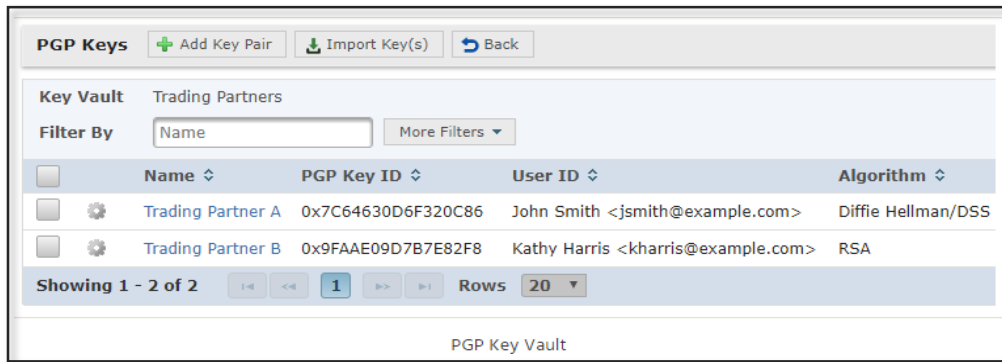 PGP Keys Add Key Pair Import Key(s) Back
Key Vault Trading Partners
Filter By Name More Filters
Name PGP Key ID User ID Algorithm
Trading Partner A 0x7C64630D6F320C86 John Smith <jsmith@example.com> Diffie Hellman/DSS
Trading Partner B 0x9FAAE09D7B7E82F8 Kathy Harris <kharris@example.com> RSA
Showing 1 - 2 of 2 1 Rows 20
PGP Key Vault